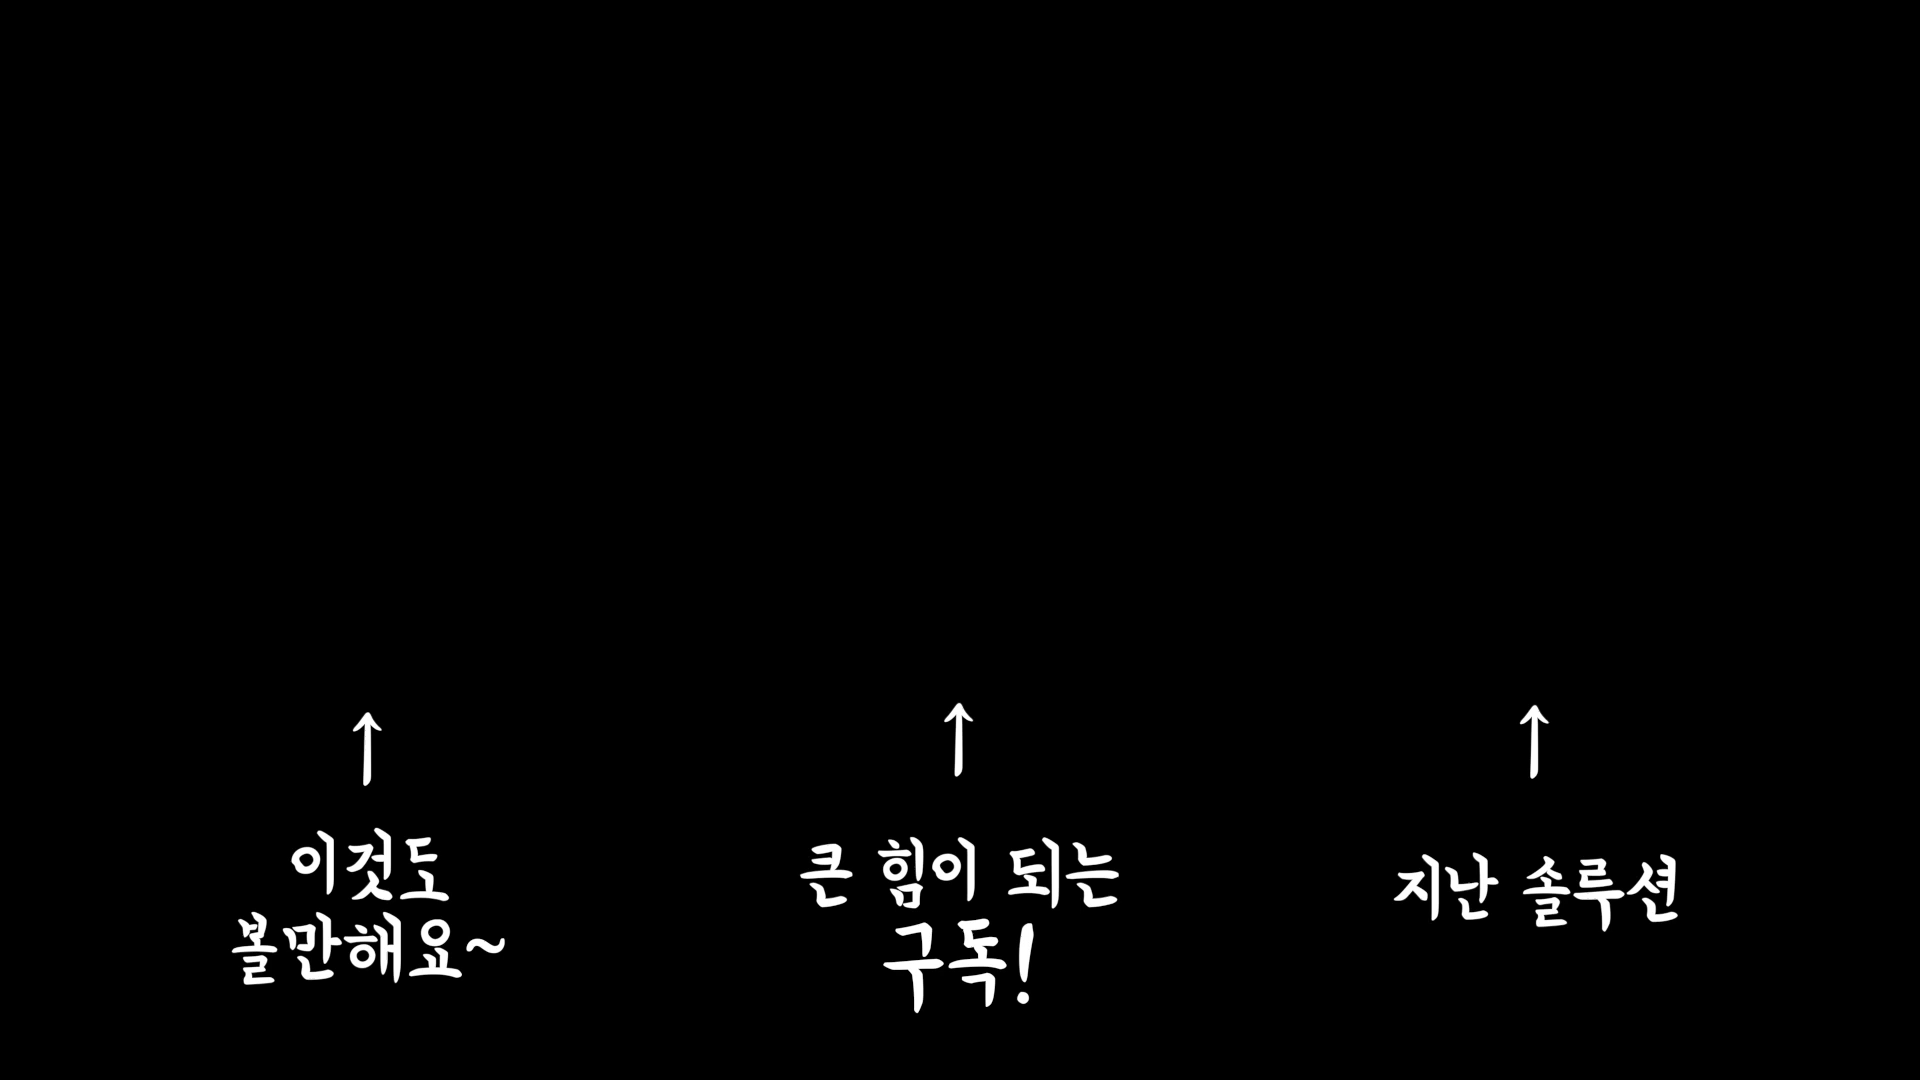 ↑
이것도
볼만해요~
↑
큰 힘이 되는
구독!
↑
지난 솔루션